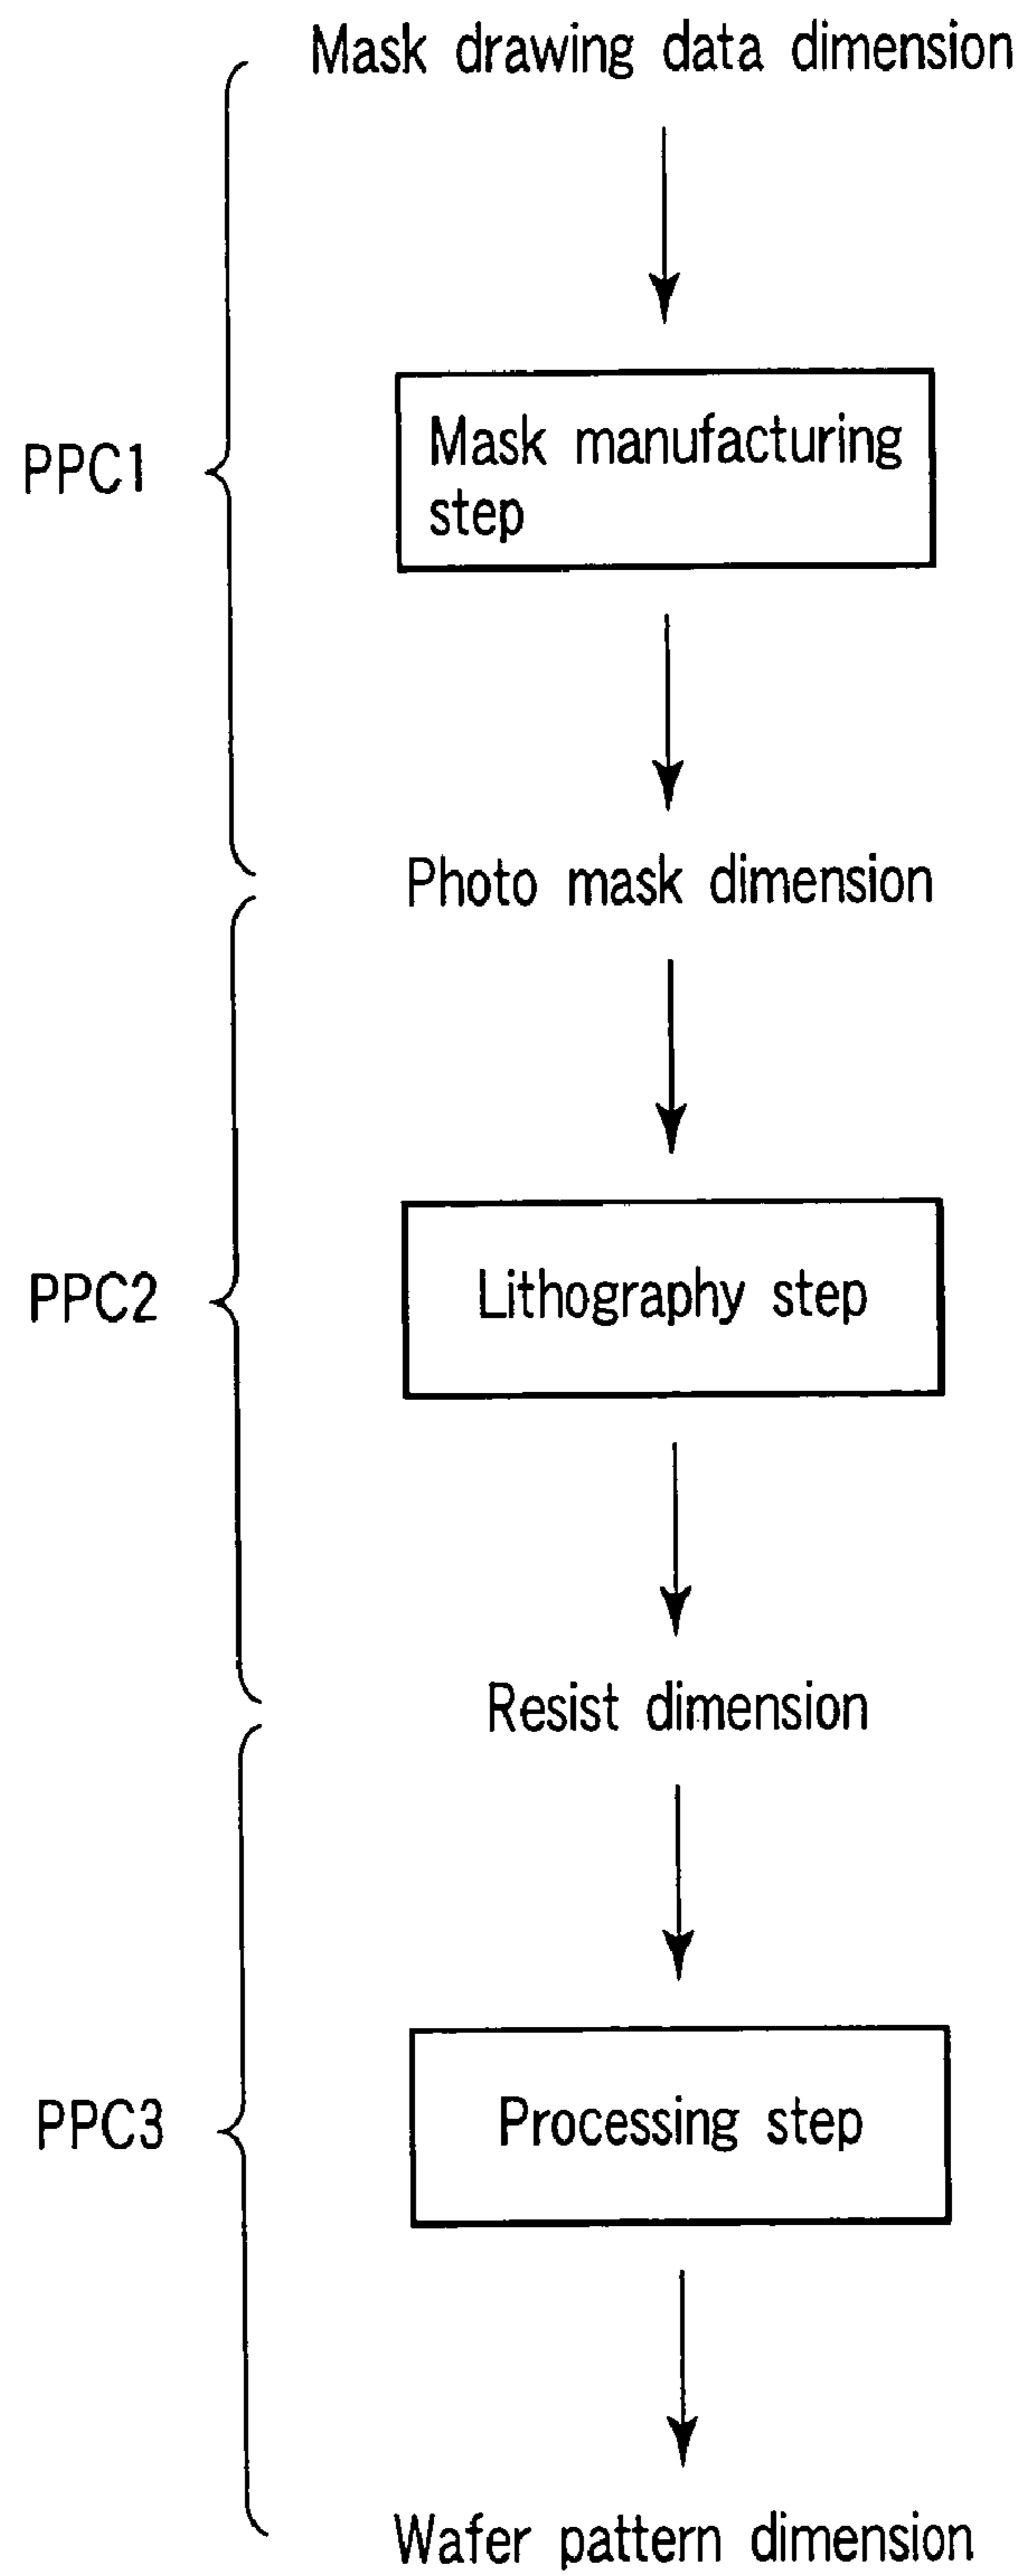 Mask drawing data dimension
PPC1
Mask manufacturing
step
Photo mask dimension
PPC2
Lithography step
Resist dimension
PPC3
Processing step
Wafer pattern dimension